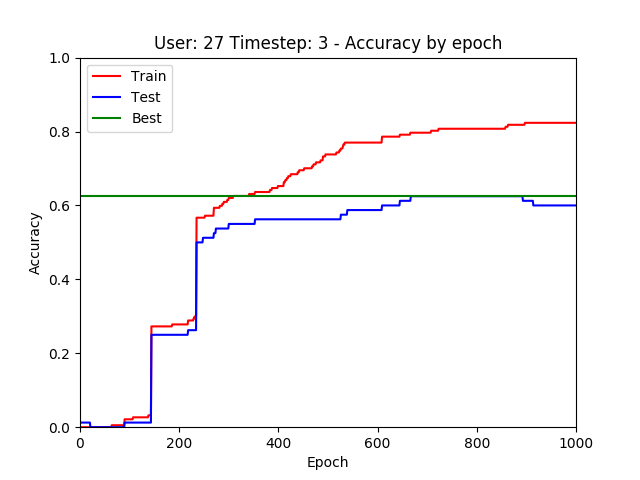 User: 27 Timestep: 3 - Accuracy by epoch
Train
Test
Best
1.0
0.8
0.6
0.4
0.2
0.0
Accuracy
0 200 400 600 800 1000
Epoch